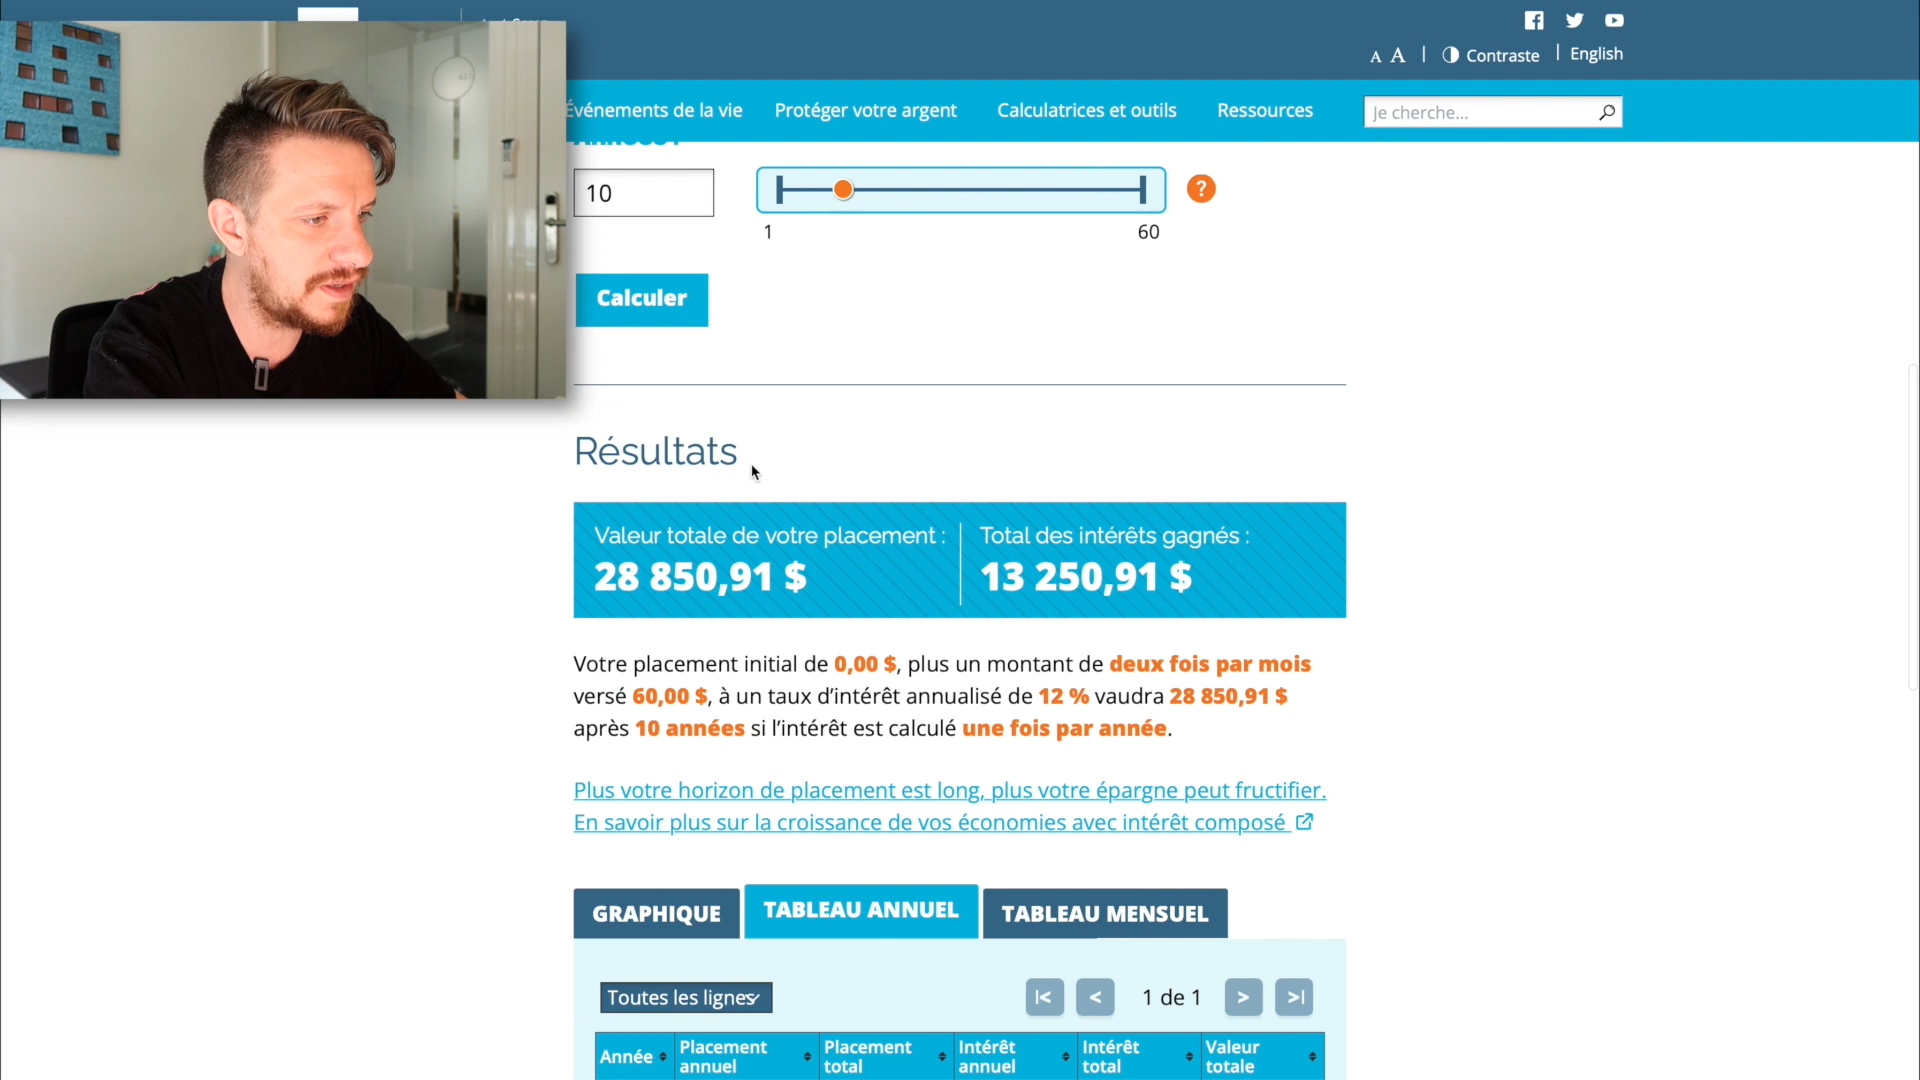 A A | Contraste | English
Événements de la vie Protéger votre argent Calculatrices et outils Ressources Je cherche...
10
?
1 60
Calculer
Résultats
Valeur totale de votre placement : Total des intérêts gagnés :
28 850,91 $ 13 250,91 $
Votre placement initial de 0,00 $, plus un montant de deux fois par mois
versé 60,00 $, à un taux d’intérêt annualisé de 12 % vaudra 28 850,91 $
après 10 années si l’intérêt est calculé une fois par année.
Plus votre horizon de placement est long, plus votre épargne peut fructifier.
En savoir plus sur la croissance de vos économies avec intérêt composé
GRAPHIQUE TABLEAU ANNUEL TABLEAU MENSUEL
Toutes les lignes |< < 1 de 1 > >|
Année Placement annuel Placement total Intérêt annuel Intérêt total Valeur totale